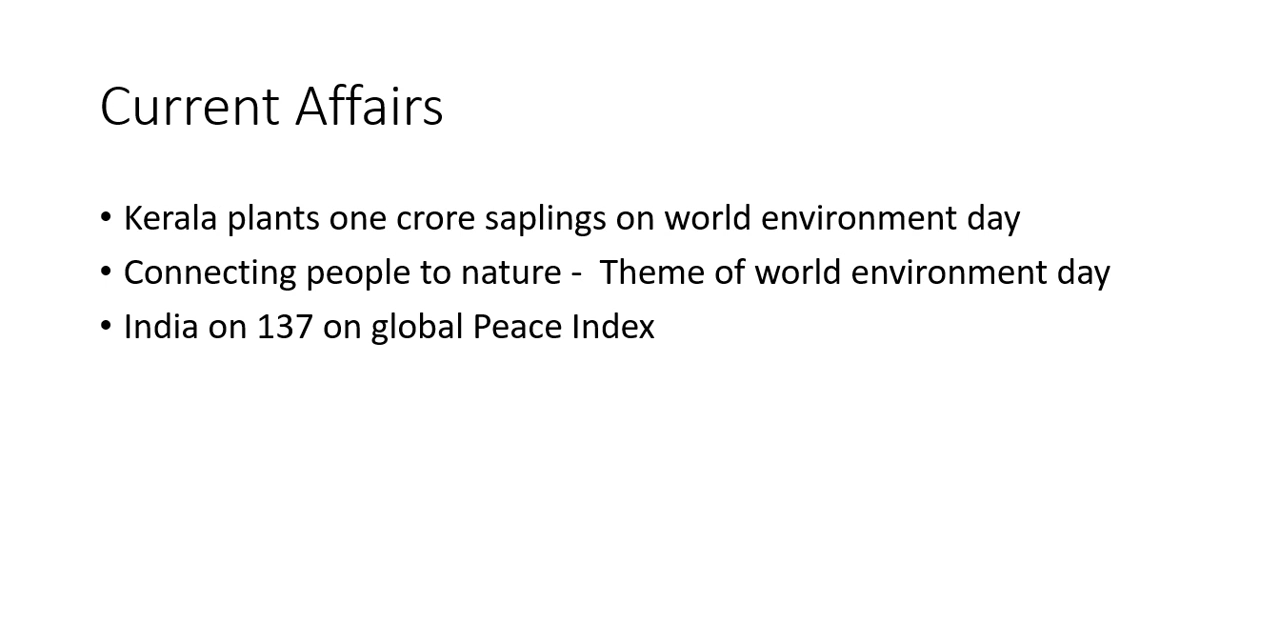 Current Affairs
• Kerala plants one crore saplings on world environment day
• Connecting people to nature -  Theme of world environment day
• India on 137 on global Peace Index